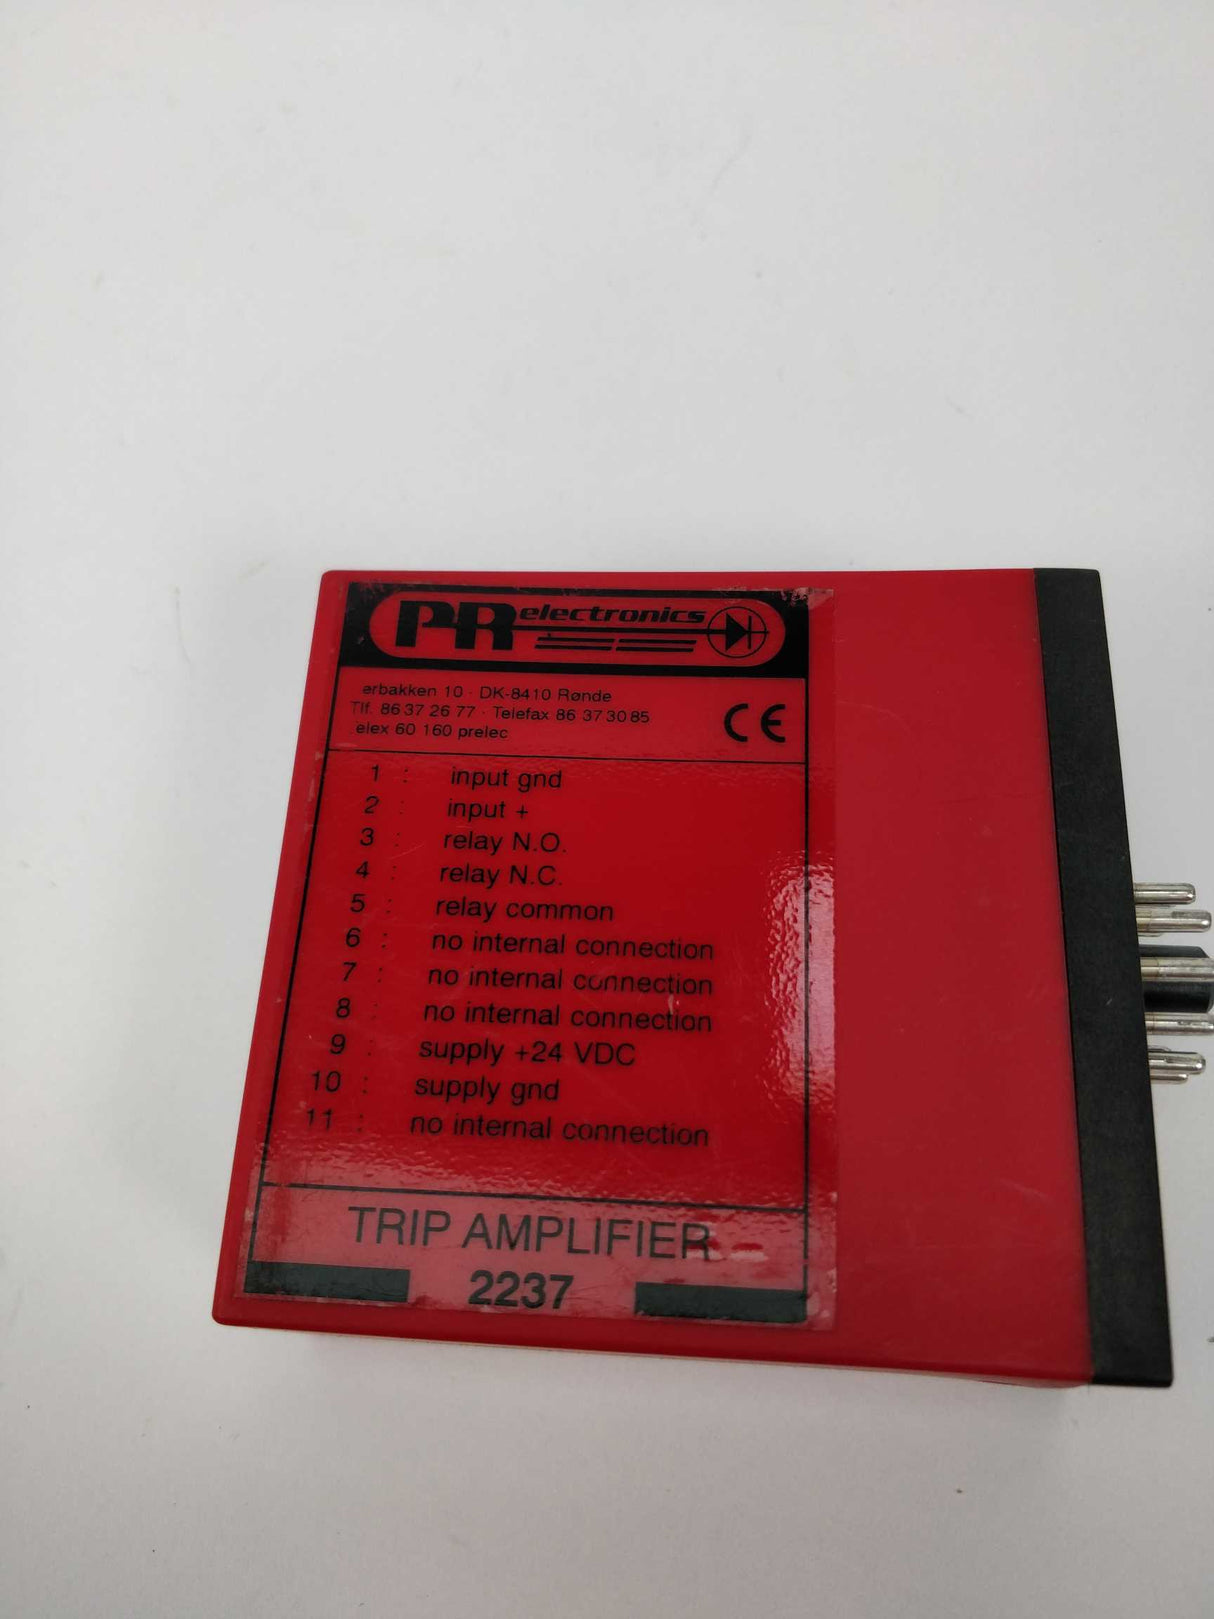 PR electronics
erbakken 10 · DK-8410 Rønde
Tlf. 86 37 26 77 · Telefax 86 37 30 85
elex 60 160 prelec
CE
1 : input gnd
2 : input +
3 : relay N.O.
4 : relay N.C.
5 : relay common
6 : no internal connection
7 : no internal connection
8 : no internal connection
9 : supply +24 VDC
10 : supply gnd
11 : no internal connection
TRIP AMPLIFIER
2237